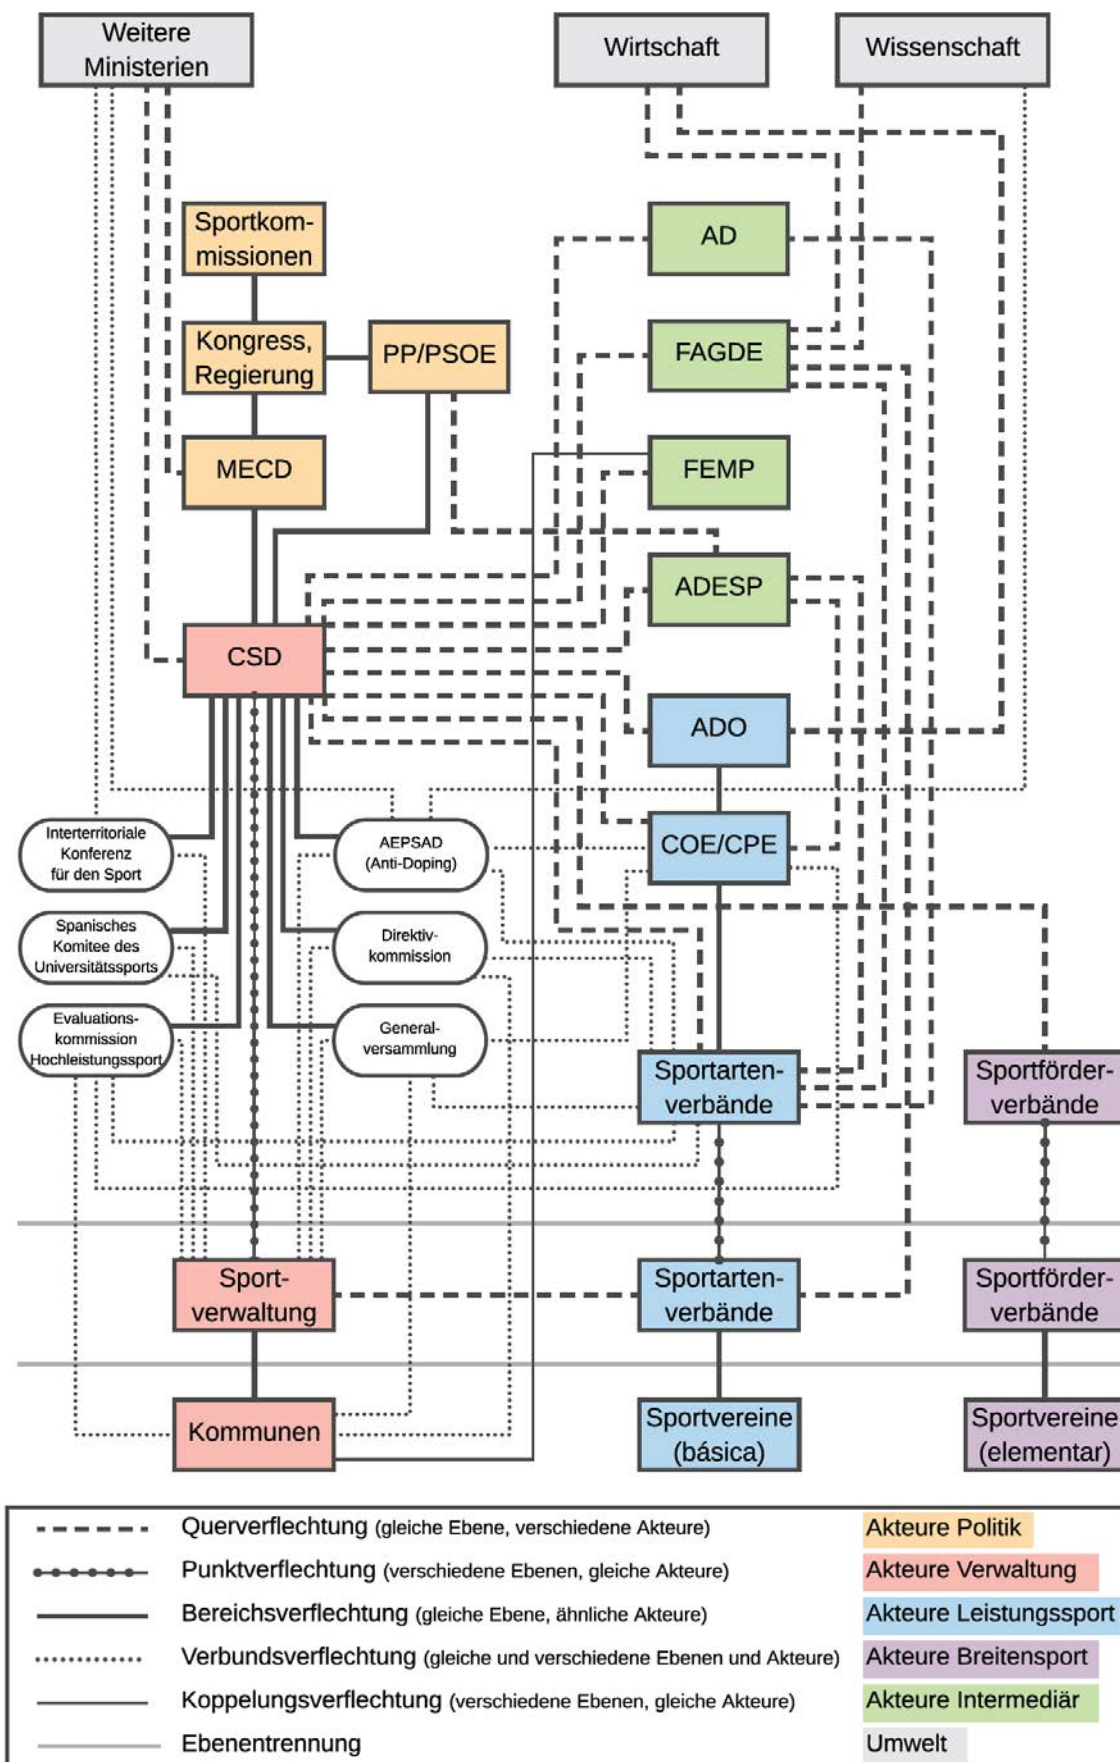 Weitere
Ministerien
Wirtschaft
Wissenschaft
Sportkom-
missionen
AD
Kongress,
Regierung
PP/PSOE
FAGDE
MECD
FEMP
ADESP
CSD
ADO
Interterritoriale
Konferenz
für den Sport
AEPSAD
(Anti-Doping)
COE/CPE
Spanisches
Komitee des
Universitätssports
Direktiv-
kommission
Evaluations-
kommission
Hochleistungssport
General-
versammlung
Sportarten-
verbände
Sportförder-
verbände
Sport-
verwaltung
Sportarten-
verbände
Sportförder-
verbände
Kommunen
Sportvereine
(básica)
Sportvereine
(elementar)
Querverflechtung (gleiche Ebene, verschiedene Akteure)
Akteure Politik
Punktverflechtung (verschiedene Ebenen, gleiche Akteure)
Akteure Verwaltung
Bereichsverflechtung (gleiche Ebene, ähnliche Akteure)
Akteure Leistungssport
Verbundsverflechtung (gleiche und verschiedene Ebenen und Akteure)
Akteure Breitensport
Koppelungsverflechtung (verschiedene Ebenen, gleiche Akteure)
Akteure Intermediär
Ebenentrennung
Umwelt